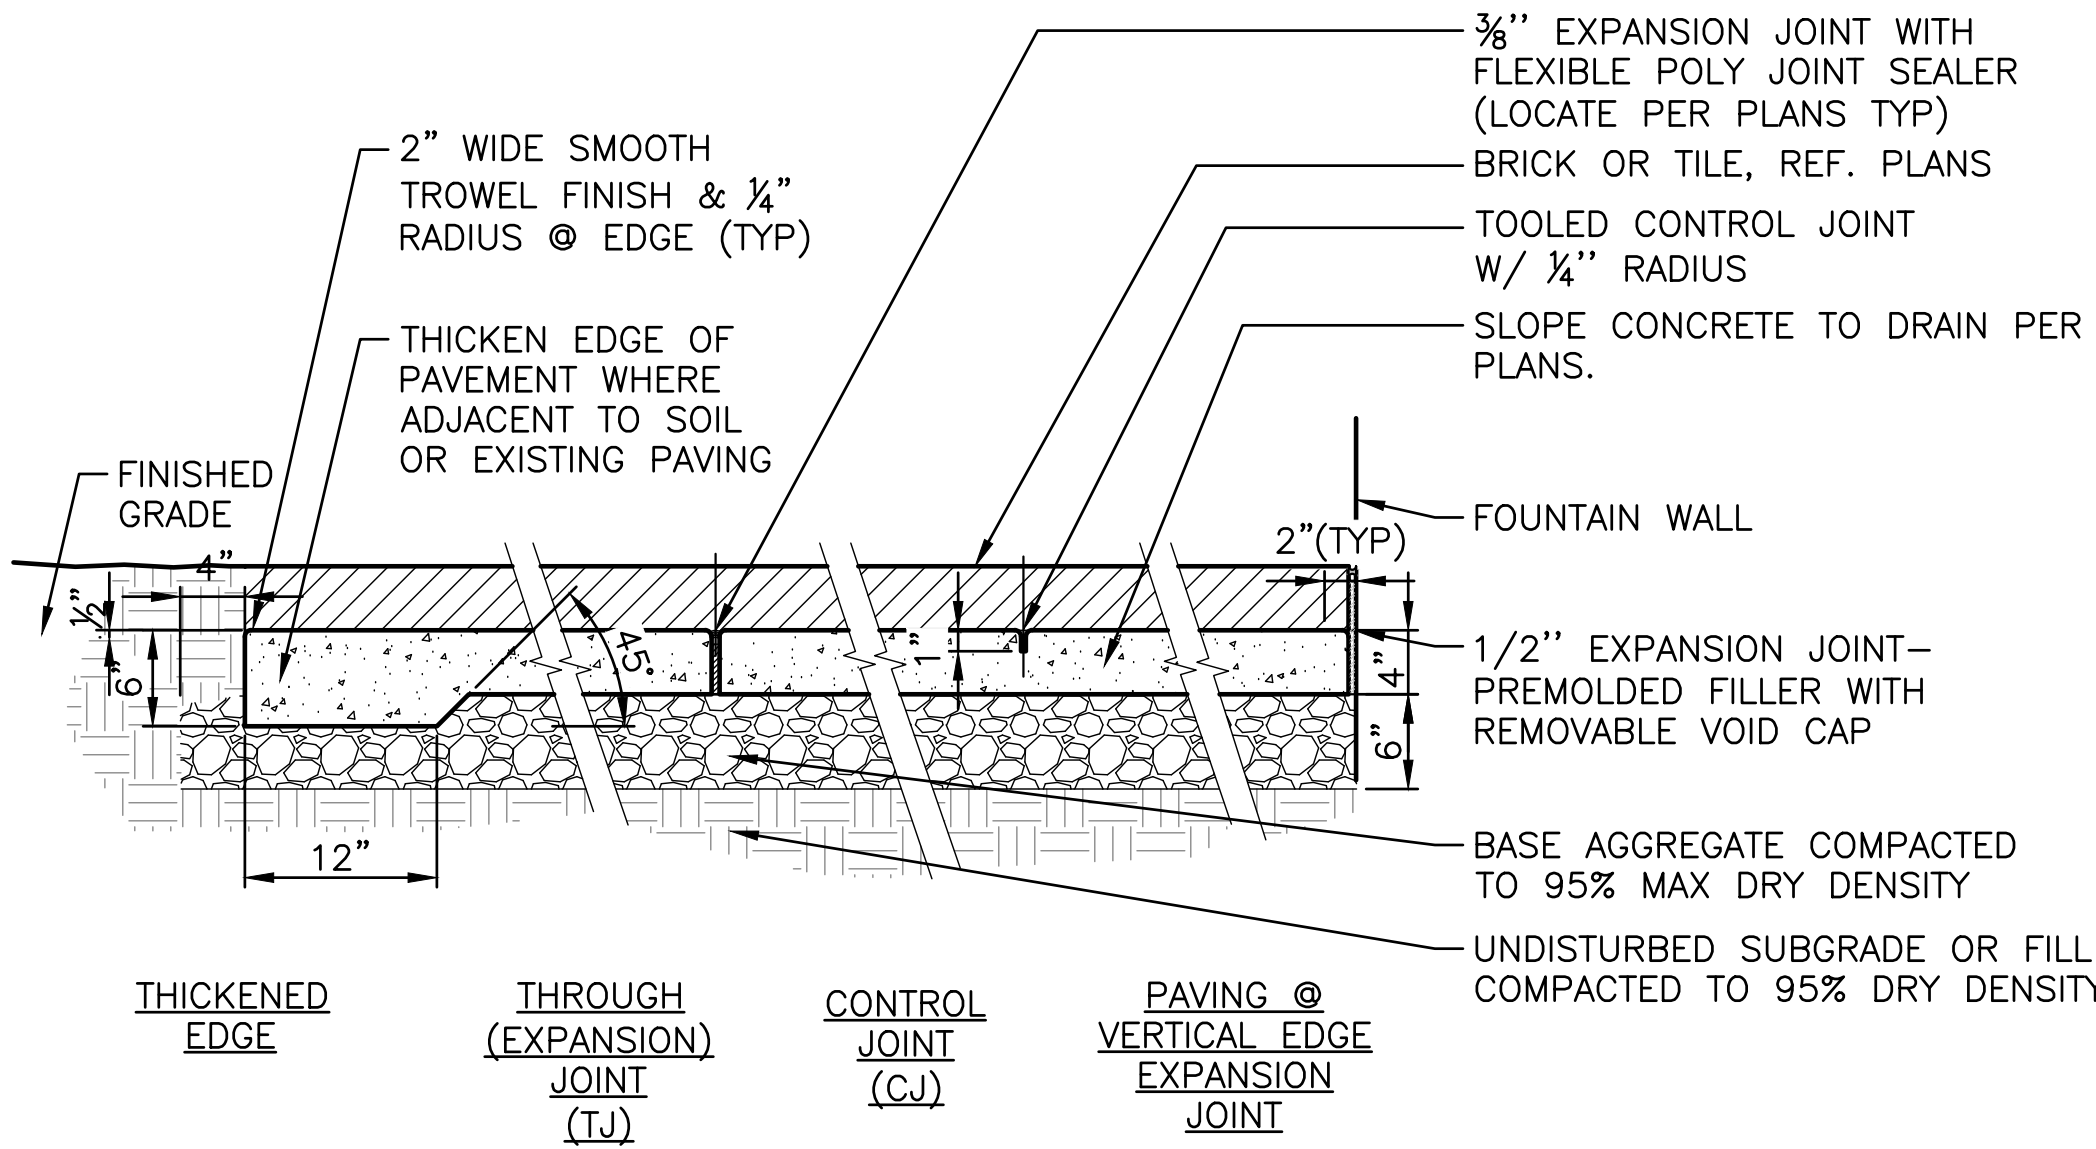 ⅜'' EXPANSION JOINT WITH
FLEXIBLE POLY JOINT SEALER
(LOCATE PER PLANS TYP)
BRICK OR TILE, REF. PLANS
TOOLED CONTROL JOINT
W/ ¼'' RADIUS
SLOPE CONCRETE TO DRAIN PER
PLANS.
2” WIDE SMOOTH
TROWEL FINISH & ¼”
RADIUS @ EDGE (TYP)
THICKEN EDGE OF
PAVEMENT WHERE
ADJACENT TO SOIL
OR EXISTING PAVING
FINISHED
GRADE
FOUNTAIN WALL
2”(TYP)
4”
½”
6”
45°
1”
4”
6”
12”
1/2'' EXPANSION JOINT–
PREMOLDED FILLER WITH
REMOVABLE VOID CAP
BASE AGGREGATE COMPACTED
TO 95% MAX DRY DENSITY
UNDISTURBED SUBGRADE OR FILL
COMPACTED TO 95% DRY DENSITY
THICKENED
EDGE
THROUGH
(EXPANSION)
JOINT
(TJ)
CONTROL
JOINT
(CJ)
PAVING @
VERTICAL EDGE
EXPANSION
JOINT